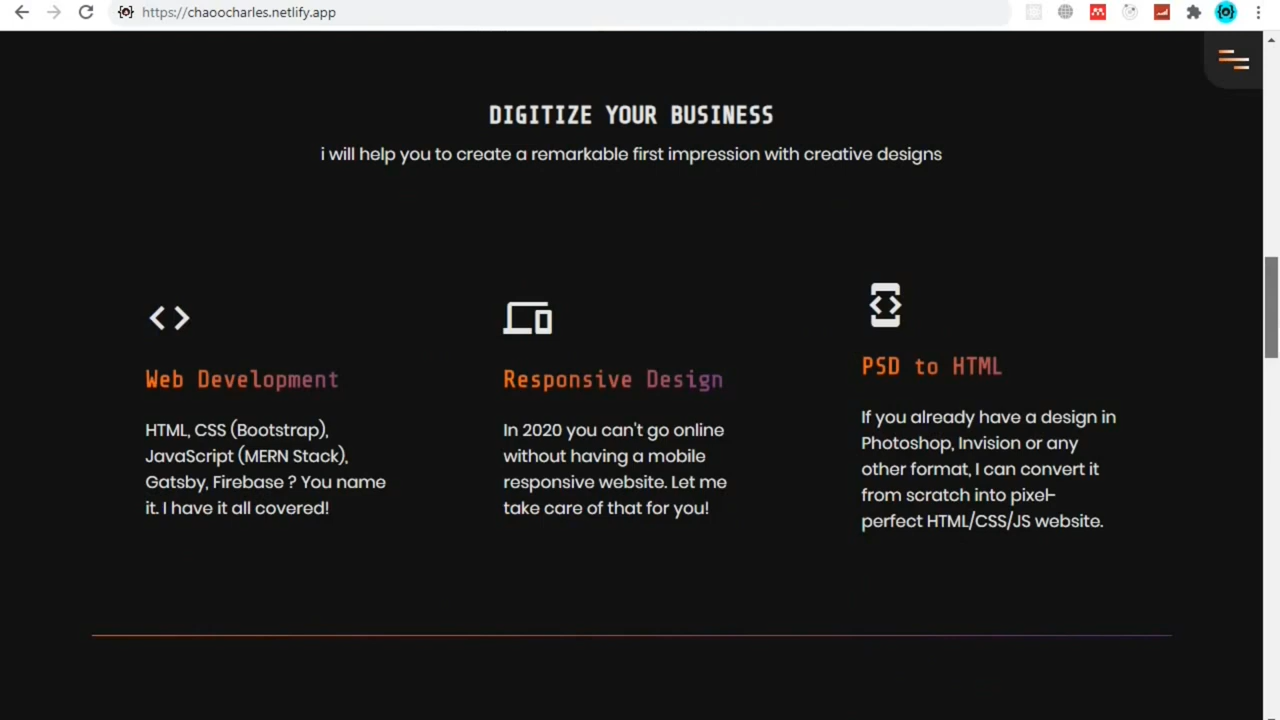 https://chaoocharles.netlify.app
DIGITIZE YOUR BUSINESS
i will help you to create a remarkable first impression with creative designs
Web Development
HTML, CSS (Bootstrap),
JavaScript (MERN Stack),
Gatsby, Firebase ? You name
it. I have it all covered!
Responsive Design
In 2020 you can't go online
without having a mobile
responsive website. Let me
take care of that for you!
PSD to HTML
If you already have a design in
Photoshop, Invision or any
other format, I can convert it
from scratch into pixel-
perfect HTML/CSS/JS website.